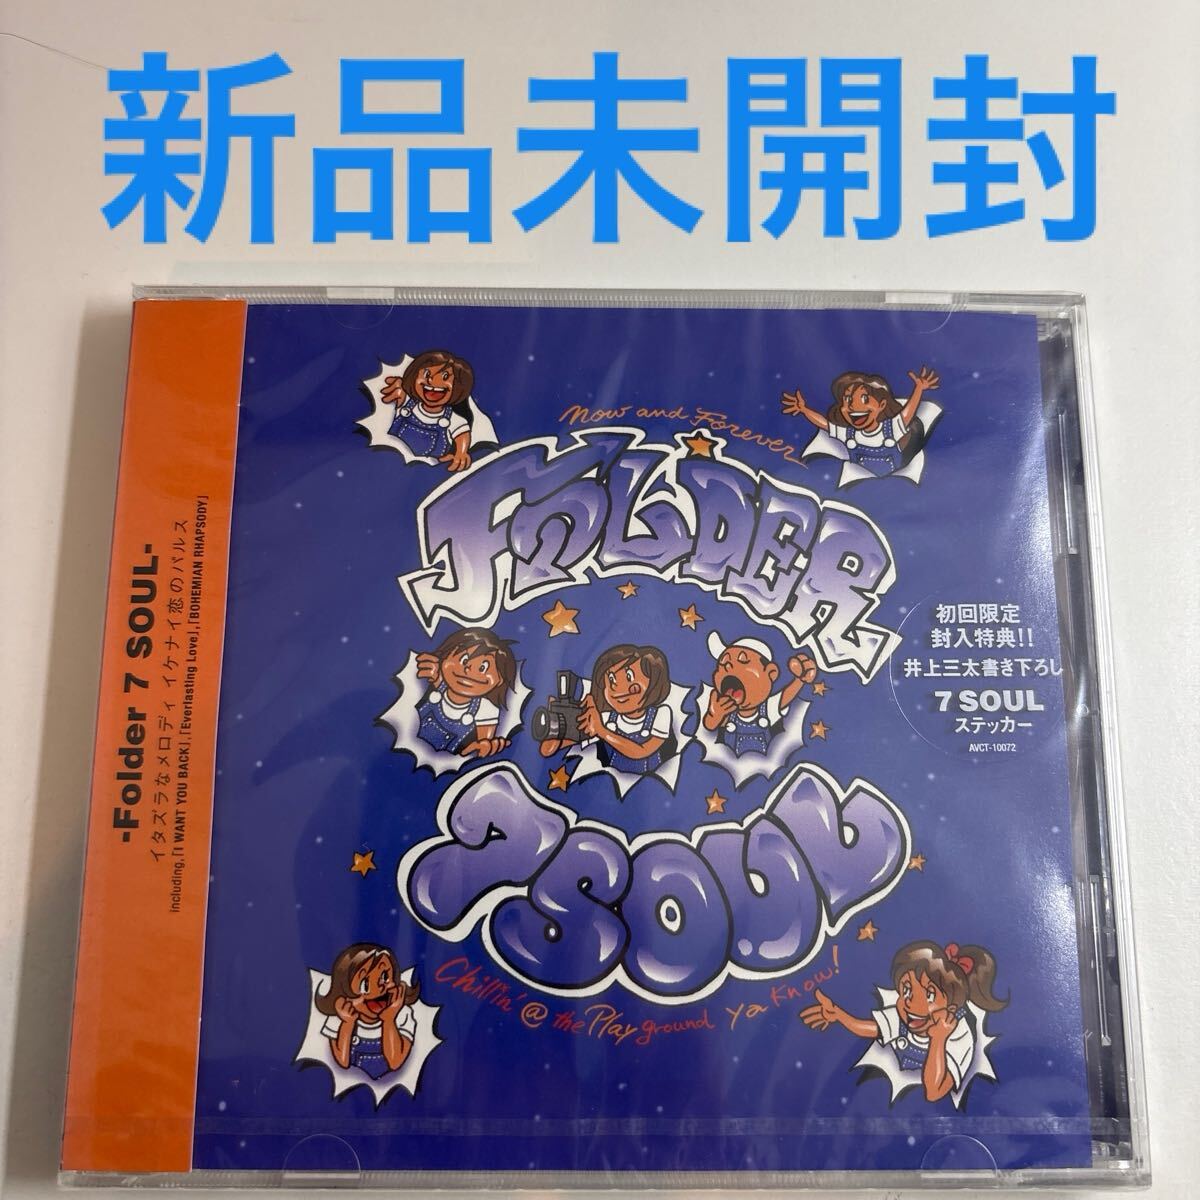 新品未開封
-Folder 7 SOUL-
イタズラなメロディ イケナイ恋のパルス
including,「I WANT YOU BACK」,「Everlasting Love」,「BOHEMIAN RHAPSODY」
now and Forever
FOLDER
初回限定
封入特典!!
井上三太書き下ろし
7 SOUL
ステッカー
AVCT-10072
7 SOUL
Chillin' @ the Play ground ya know!